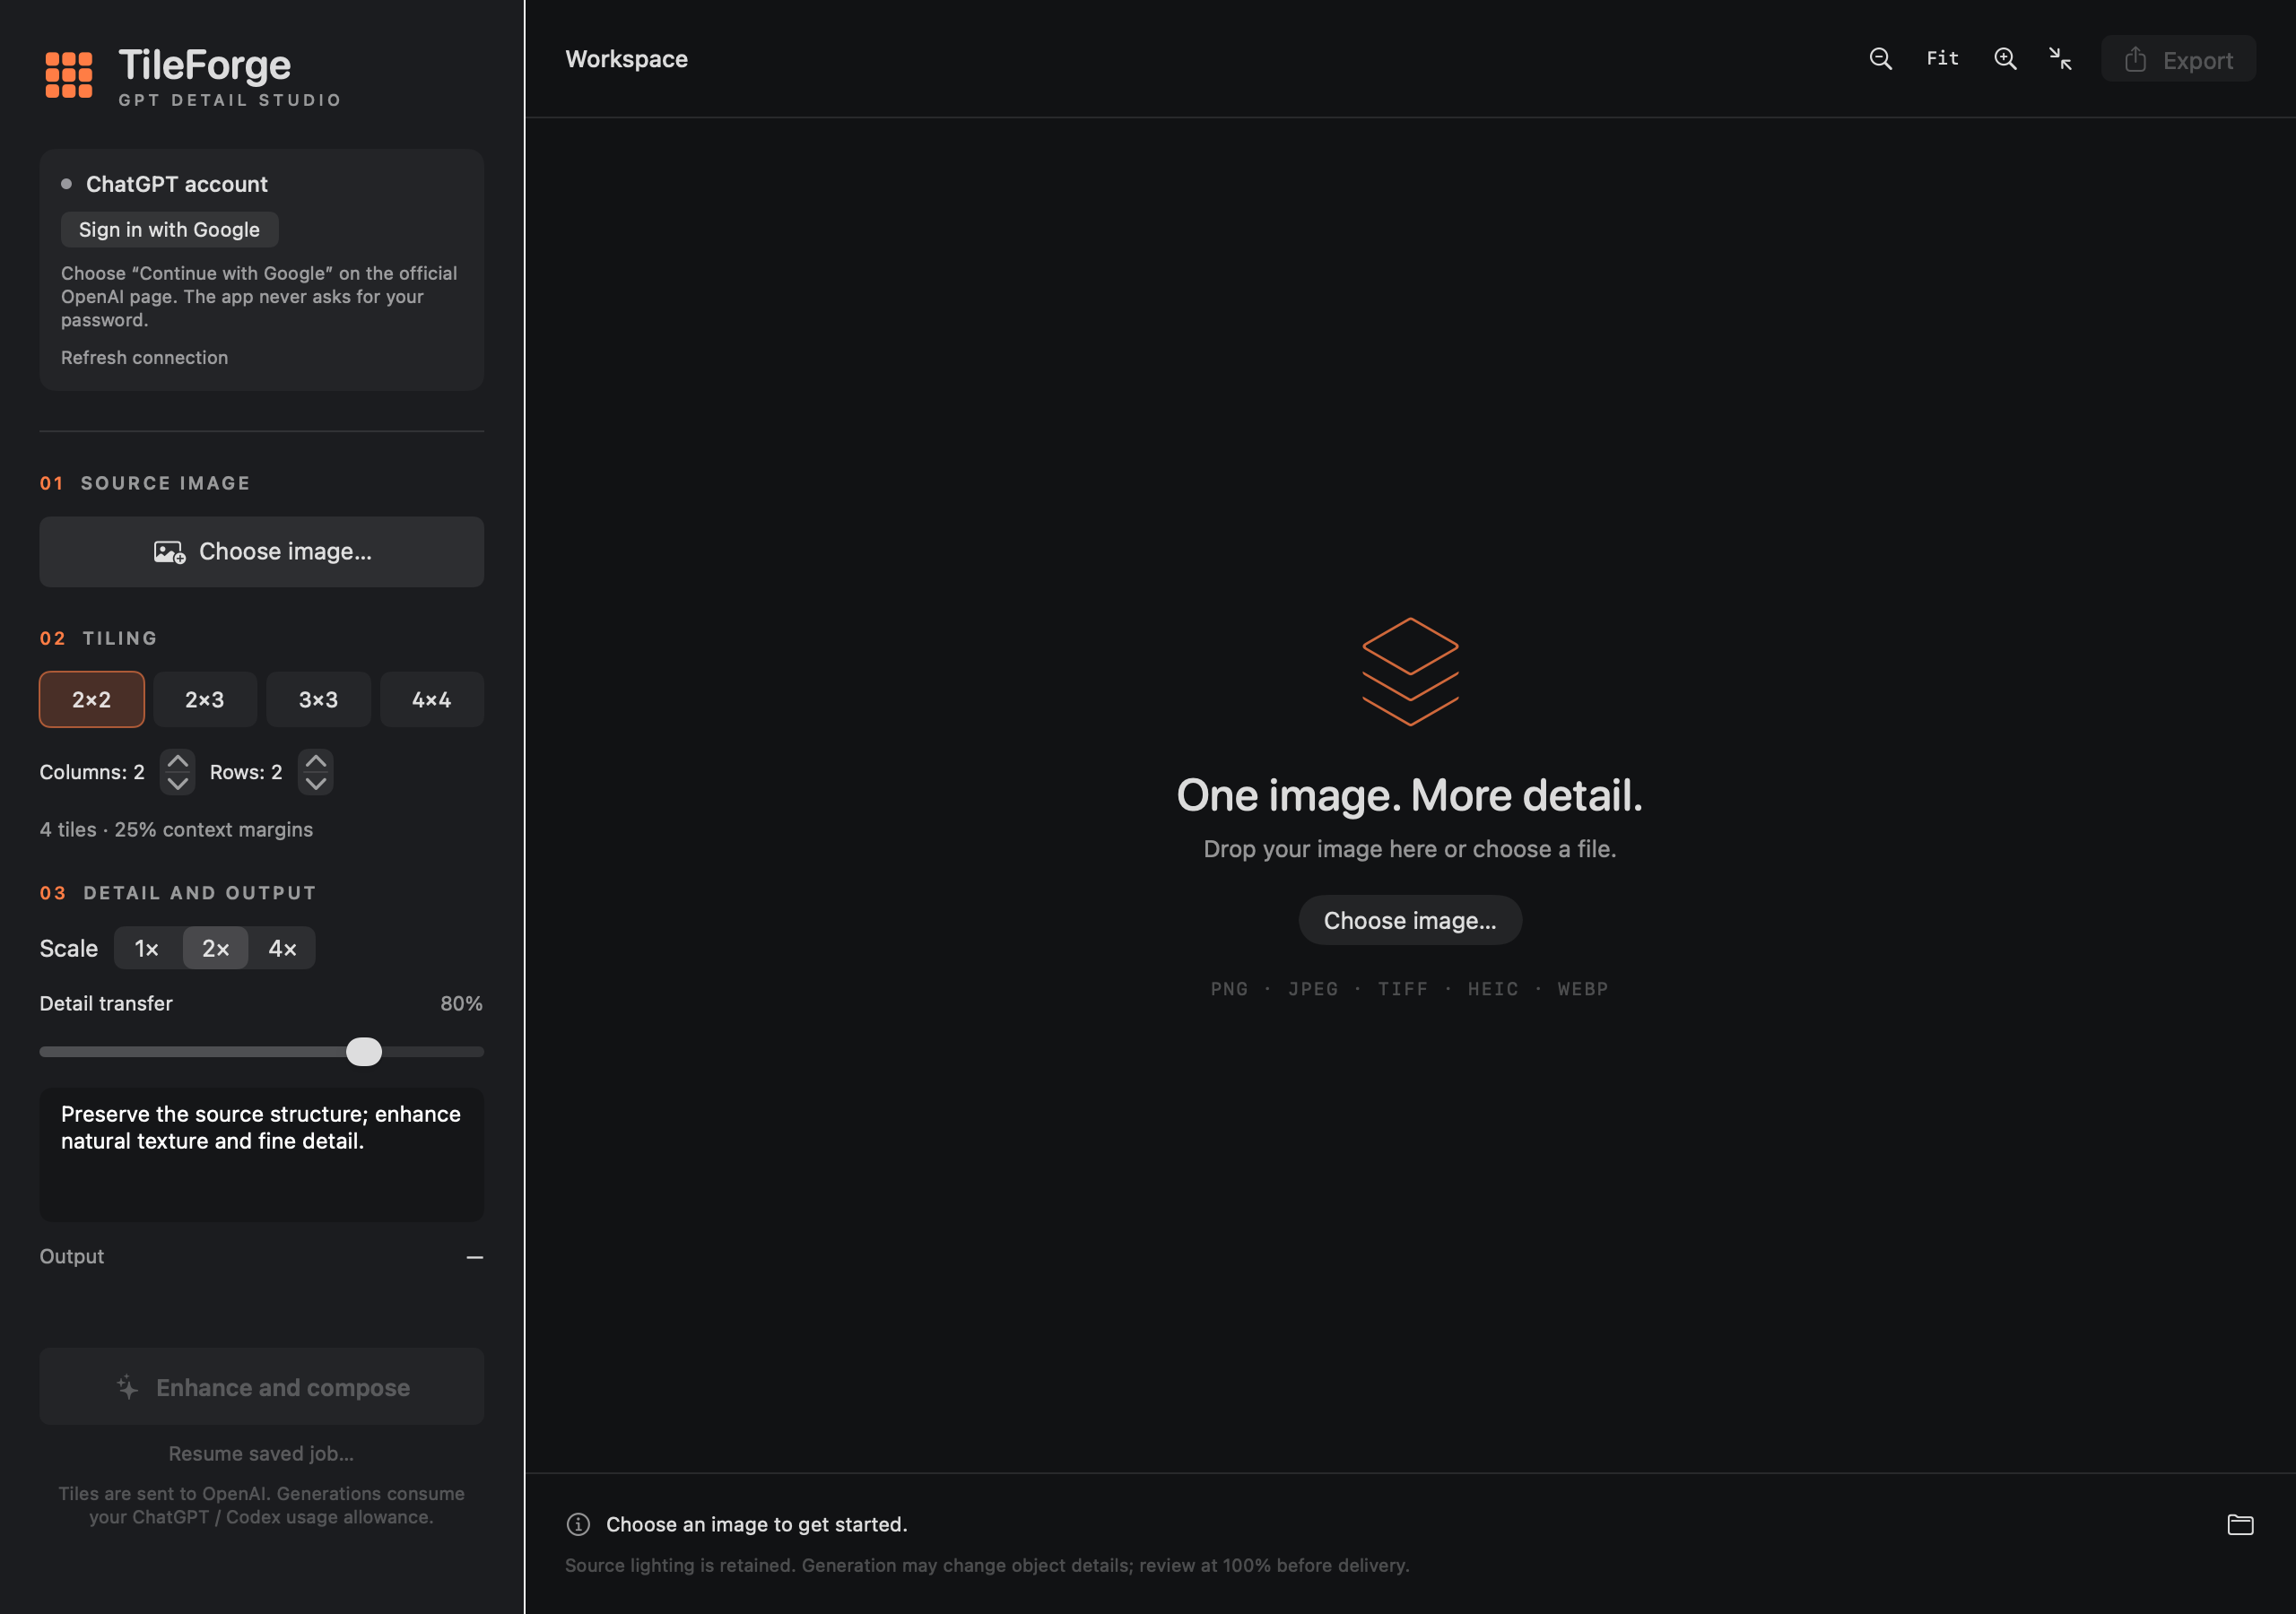 TileForge
GPT DETAIL STUDIO
ChatGPT account
Sign in with Google
Choose “Continue with Google” on the official
OpenAI page. The app never asks for your
password.
Refresh connection
01 SOURCE IMAGE
Choose image...
02 TILING
2×2 2×3 3×3 4×4
Columns: 2 Rows: 2
4 tiles · 25% context margins
03 DETAIL AND OUTPUT
Scale 1× 2× 4×
Detail transfer 80%
Preserve the source structure; enhance
natural texture and fine detail.
Output —
Enhance and compose
Resume saved job...
Tiles are sent to OpenAI. Generations consume
your ChatGPT / Codex usage allowance.
Workspace
Fit
Export
One image. More detail.
Drop your image here or choose a file.
Choose image...
PNG · JPEG · TIFF · HEIC · WEBP
Choose an image to get started.
Source lighting is retained. Generation may change object details; review at 100% before delivery.